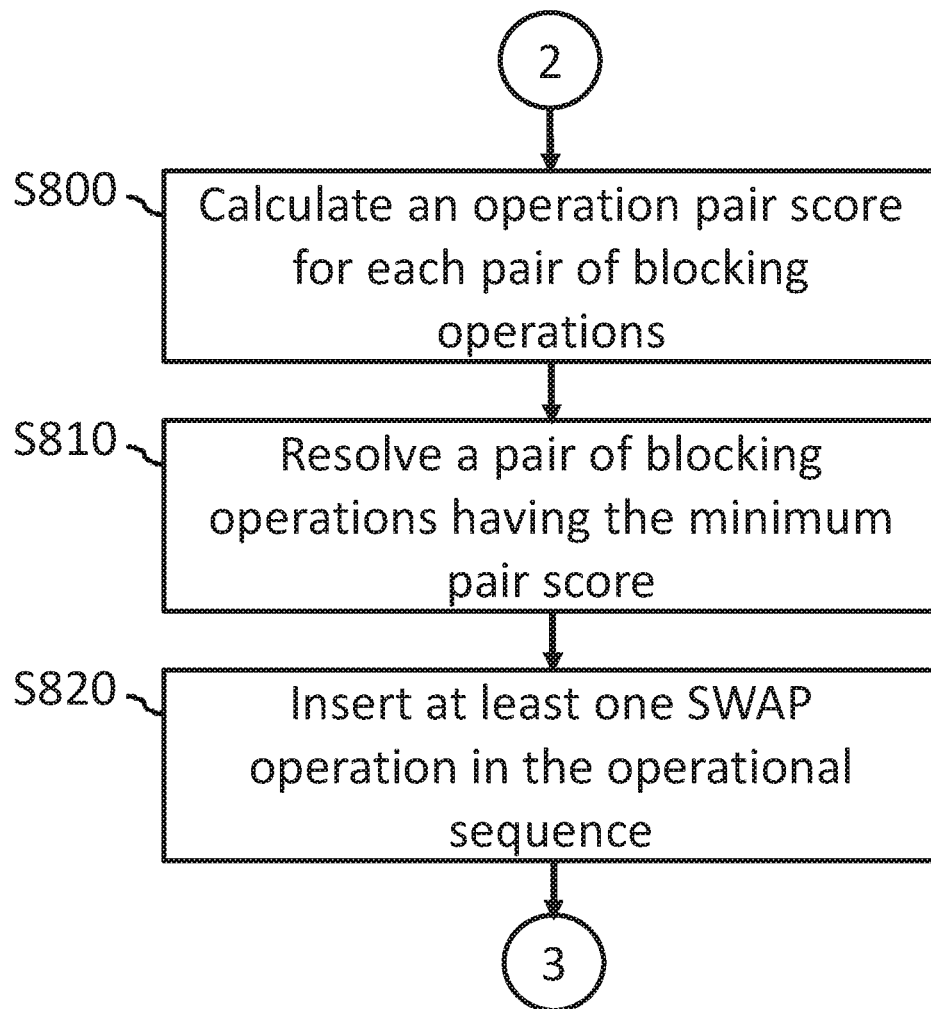 2
S800
Calculate an operation pair score
for each pair of blocking
operations
S810
Resolve a pair of blocking
operations having the minimum
pair score
S820
Insert at least one SWAP
operation in the operational
sequence
3